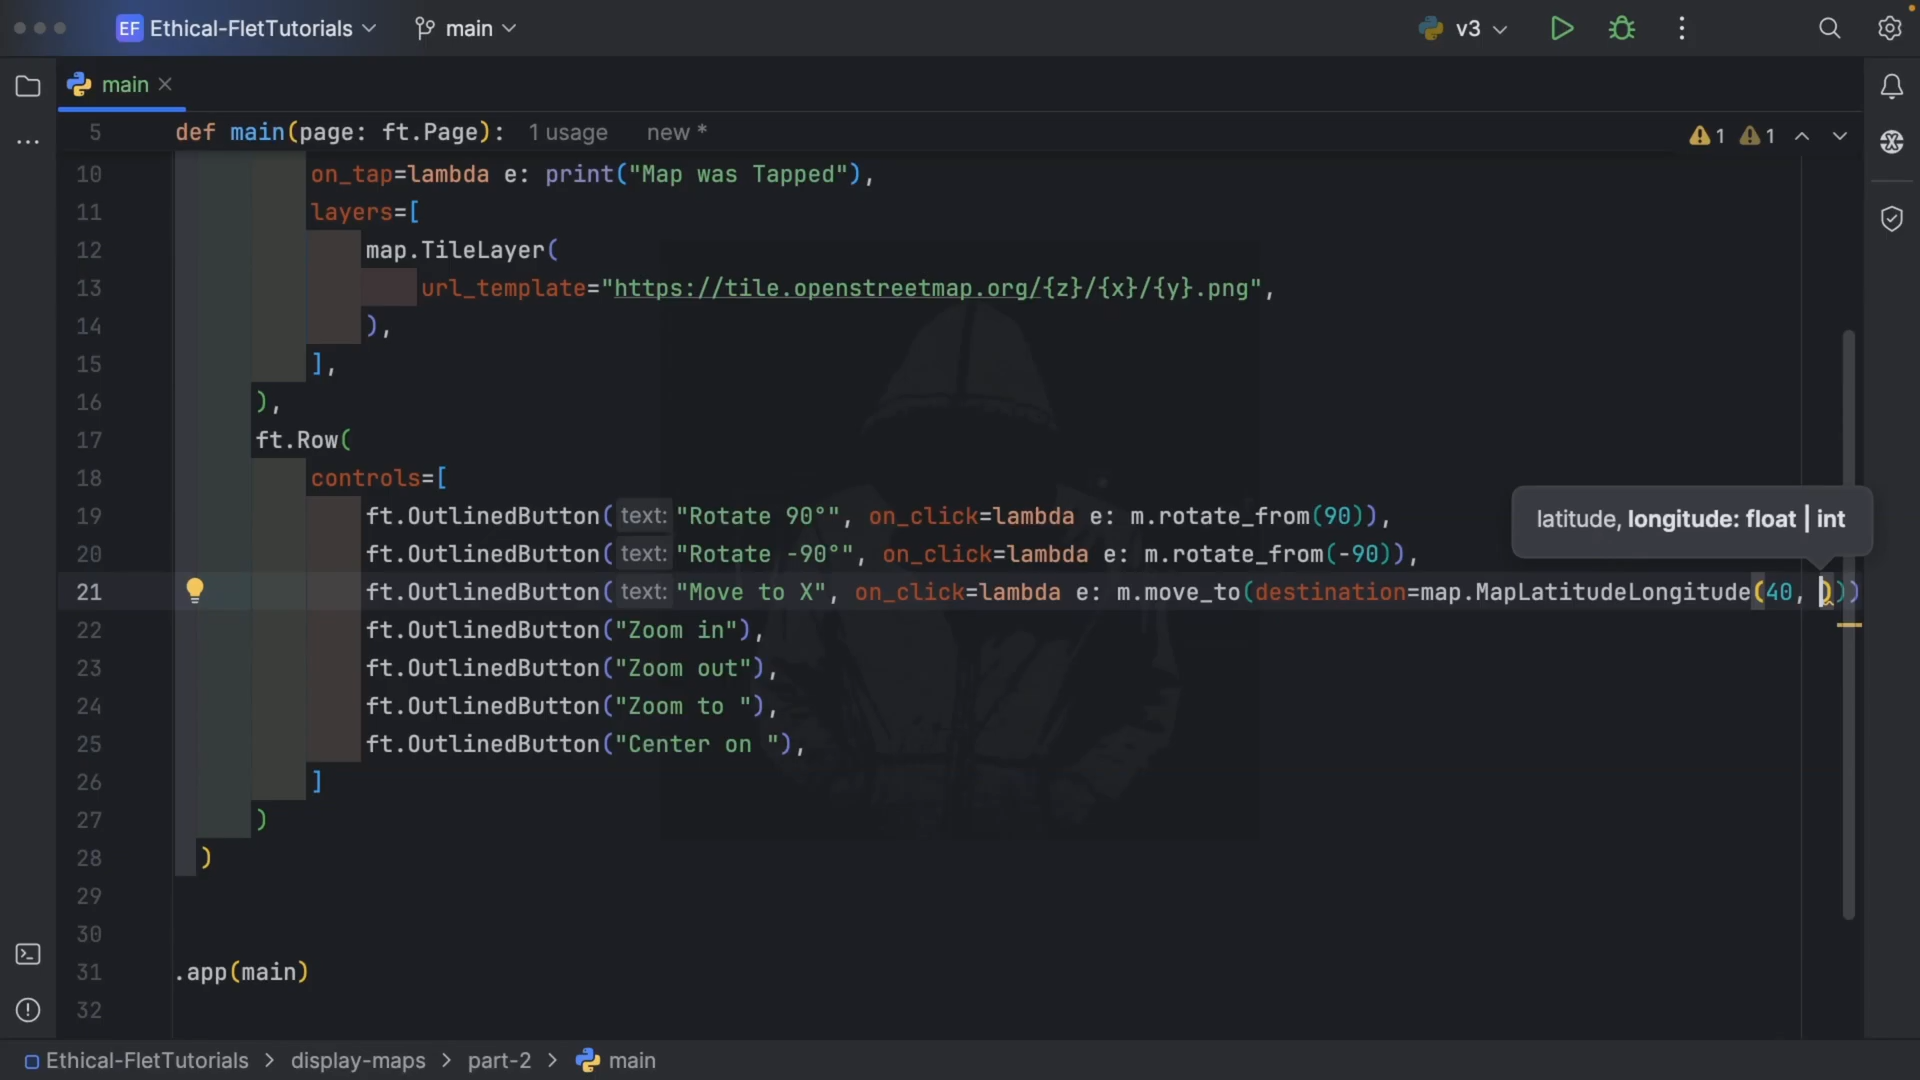 EF Ethical-FletTutorials main v3
main
5 def main(page: ft.Page): 1 usage new * 1 1
10 on_tap=lambda e: print("Map was Tapped"),
11 layers=[
12 map.TileLayer(
13 url_template="https://tile.openstreetmap.org/{z}/{x}/{y}.png",
14 ),
15 ],
16 ),
17 ft.Row(
18 controls=[
19 ft.OutlinedButton( text: "Rotate 90°", on_click=lambda e: m.rotate_from(90)),
latitude, longitude: float | int
20 ft.OutlinedButton( text: "Rotate -90°", on_click=lambda e: m.rotate_from(-90)),
21 ft.OutlinedButton( text: "Move to X", on_click=lambda e: m.move_to(destination=map.MapLatitudeLongitude(40, )))
22 ft.OutlinedButton("Zoom in"),
23 ft.OutlinedButton("Zoom out"),
24 ft.OutlinedButton("Zoom to "),
25 ft.OutlinedButton("Center on "),
26 ]
27 )
28 )
29
30
31 .app(main)
32
Ethical-FletTutorials > display-maps > part-2 > main